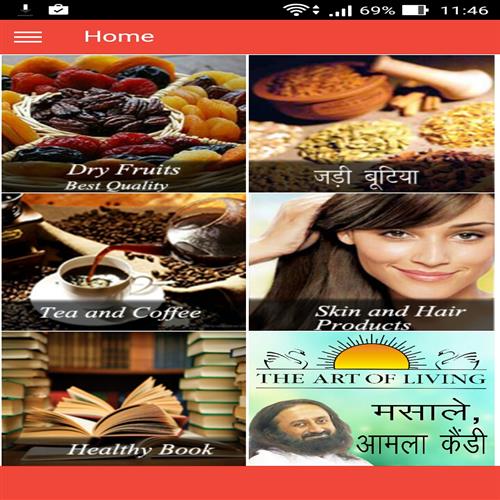 69% 11:46
Home
Dry Fruits
Best Quality
जड़ी बूटिया
Tea and Coffee
Skin and Hair
Products
Healthy Book
THE ART OF LIVING
मसाले,
आमला कैंडी